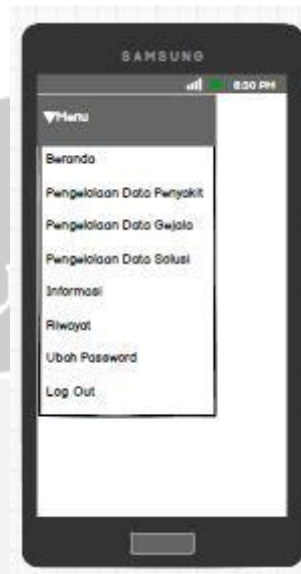 SAMSUNG
8:30 PM
▼Menu
Beranda
Pengelolaan Data Penyakit
Pengelolaan Data Gejala
Pengelolaan Data Solusi
Informasi
Riwayat
Ubah Password
Log Out